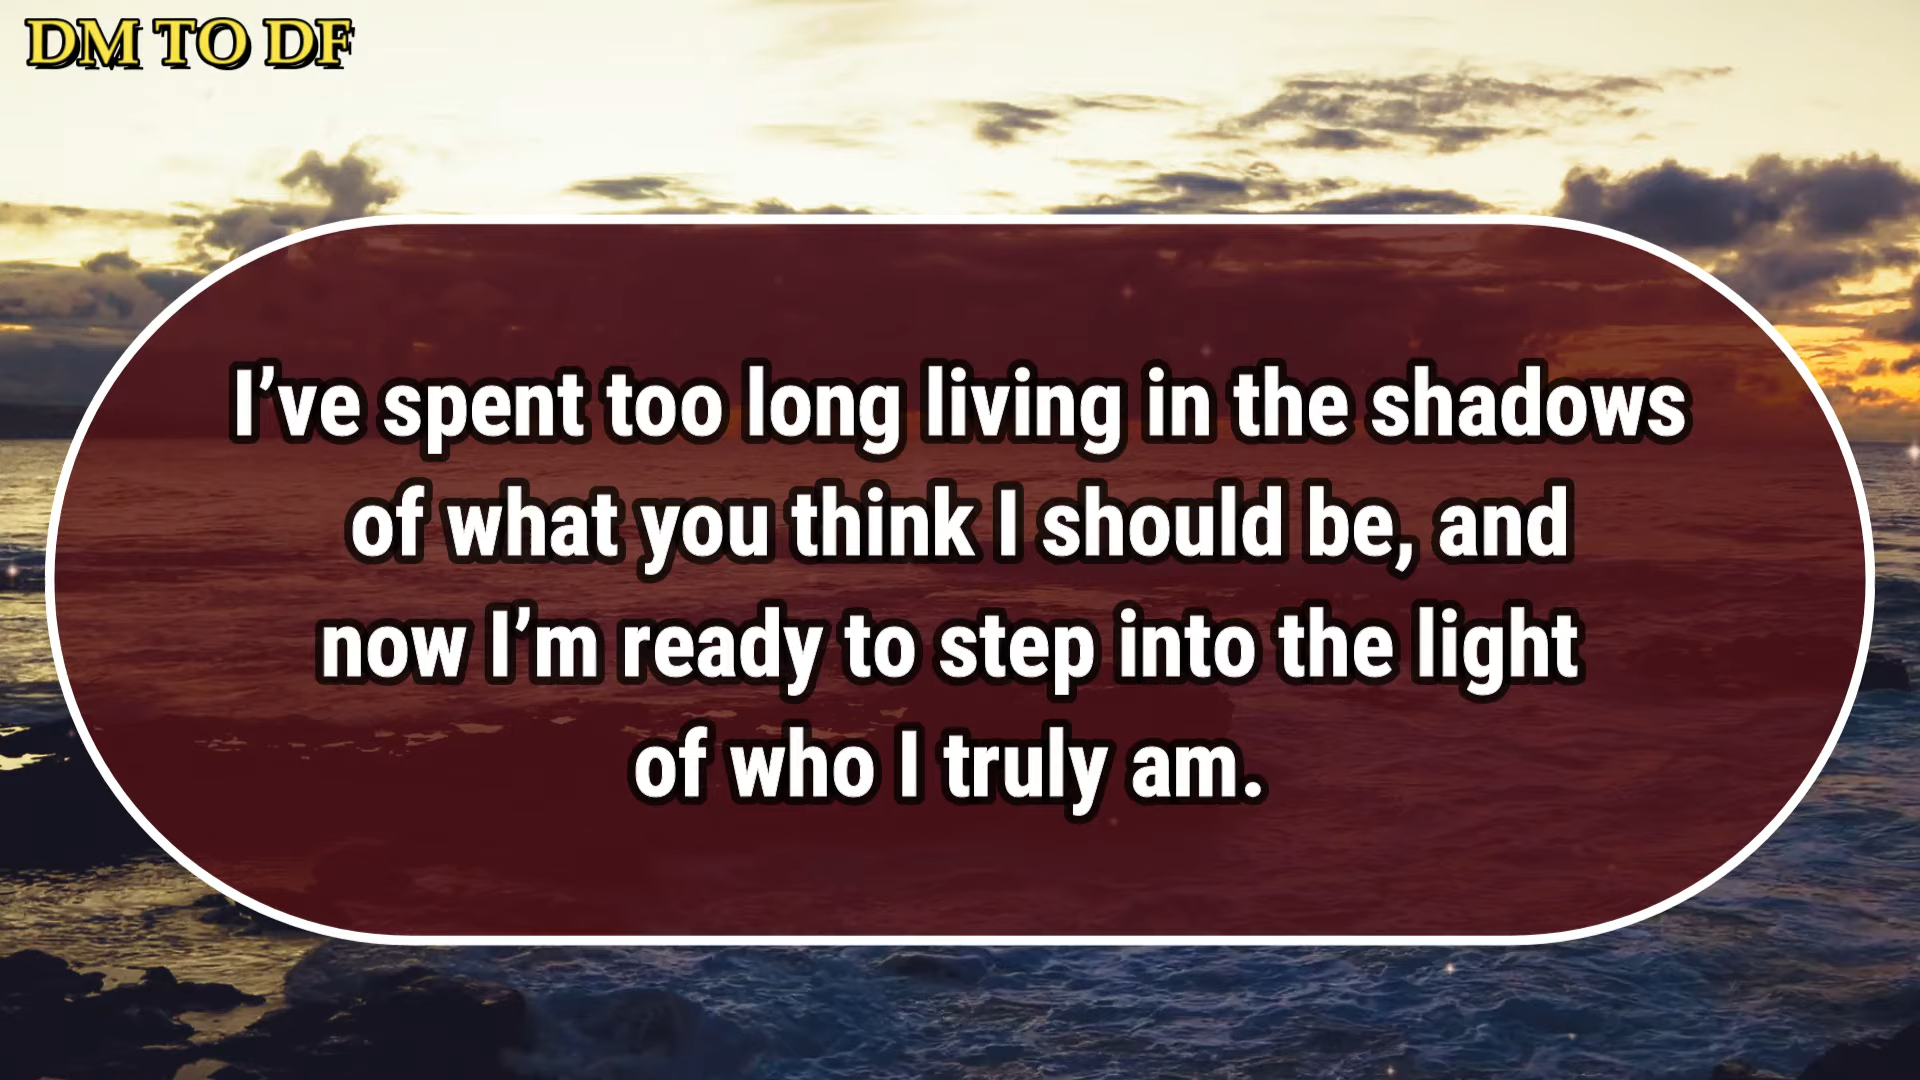 DM TO DF
I’ve spent too long living in the shadows
of what you think I should be, and
now I’m ready to step into the light
of who I truly am.